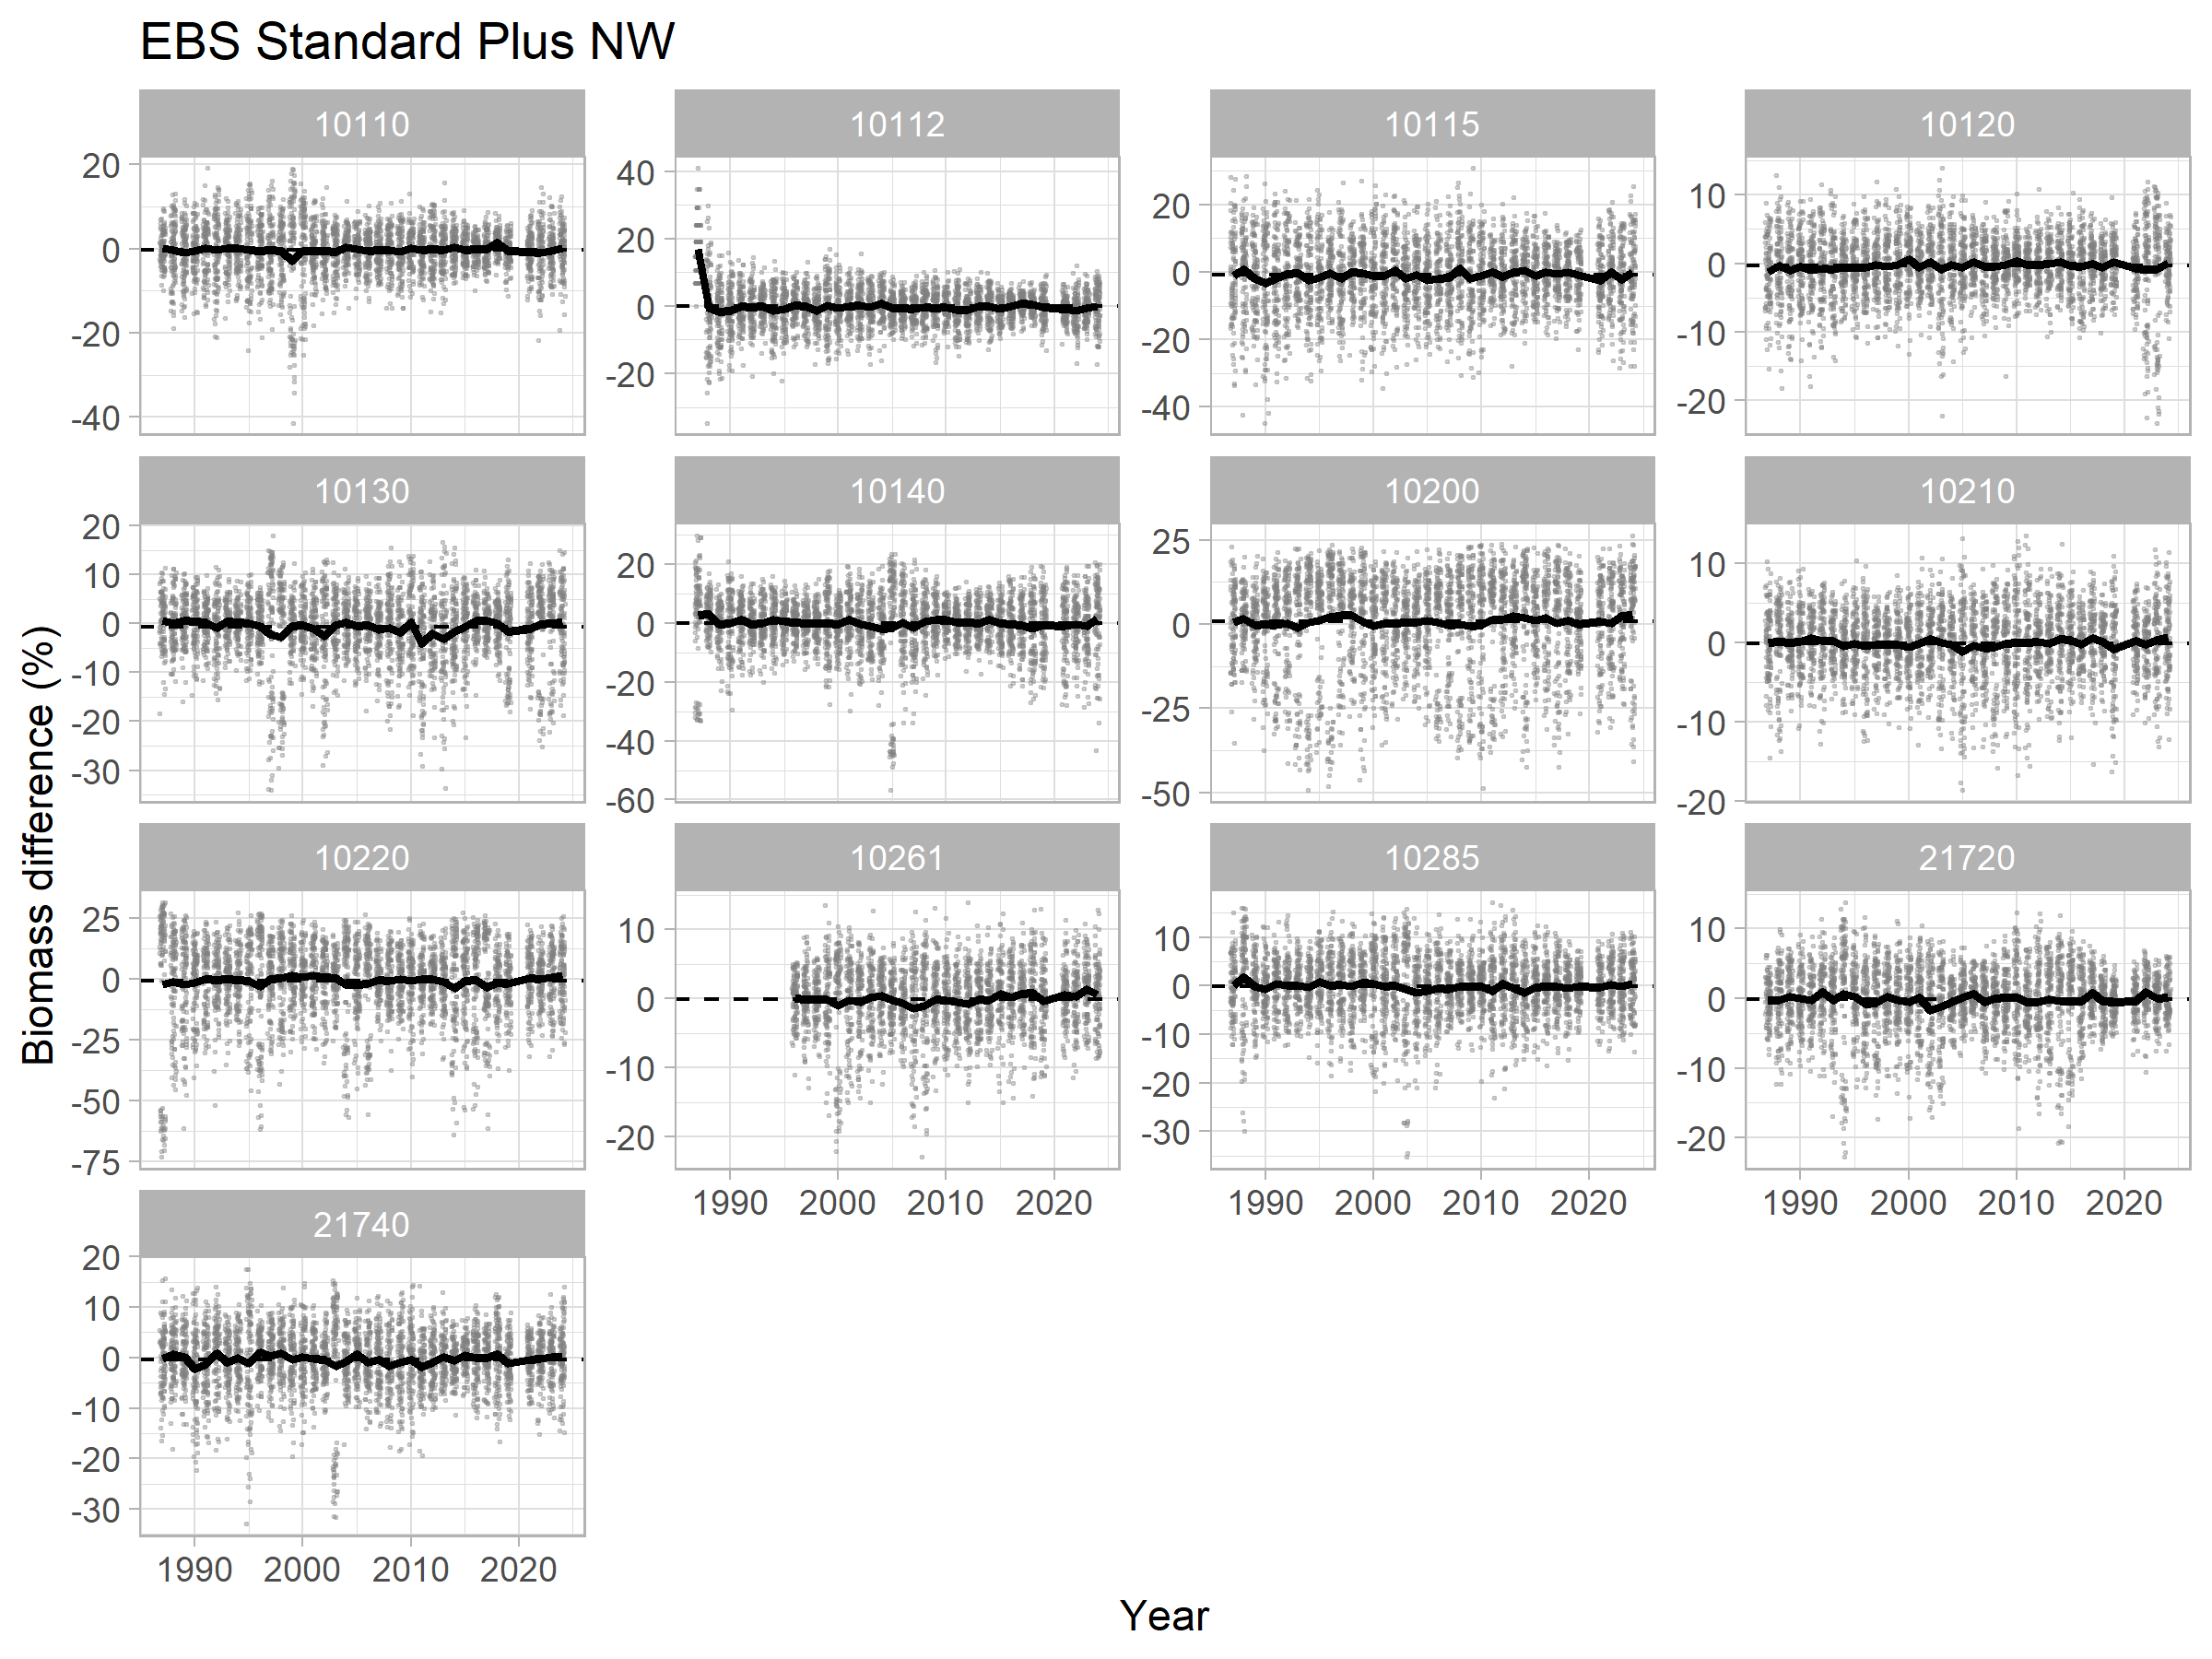 EBS Standard Plus NW
10110 10112 10115 10120
20 0 -20 -40
40 20 0 -20
20 0 -20 -40
10 0 -10 -20
10130 10140 10200 10210
20 10 0 -10 -20 -30
20 0 -20 -40 -60
25 0 -25 -50
10 0 -10 -20
Biomass difference (%)
10220 10261 10285 21720
25 0 -25 -50 -75
10 0 -10 -20
10 0 -10 -20 -30
10 0 -10 -20
1990 2000 2010 2020
1990 2000 2010 2020
1990 2000 2010 2020
21740
20 10 0 -10 -20 -30
1990 2000 2010 2020
Year